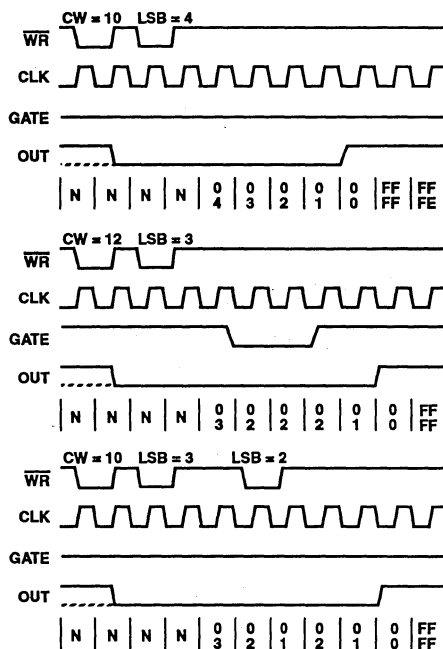 CW = 10 LSB = 4
WR
CLK
GATE
OUT
| N | N | N | N | 0 | 0 | 0 | 0 | 0 | FF | FF
4 | 3 | 2 | 1 | 0 | FF | FE
CW = 12 LSB = 3
WR
CLK
GATE
OUT
| N | N | N | N | 0 | 0 | 0 | 0 | 0 | 0 | FF
3 | 2 | 2 | 2 | 1 | 0 | FF
CW = 10 LSB = 3 LSB = 2
WR
CLK
GATE
OUT
| N | N | N | N | 0 | 0 | 0 | 0 | 0 | 0 | FF
3 | 2 | 1 | 2 | 1 | 0 | FF